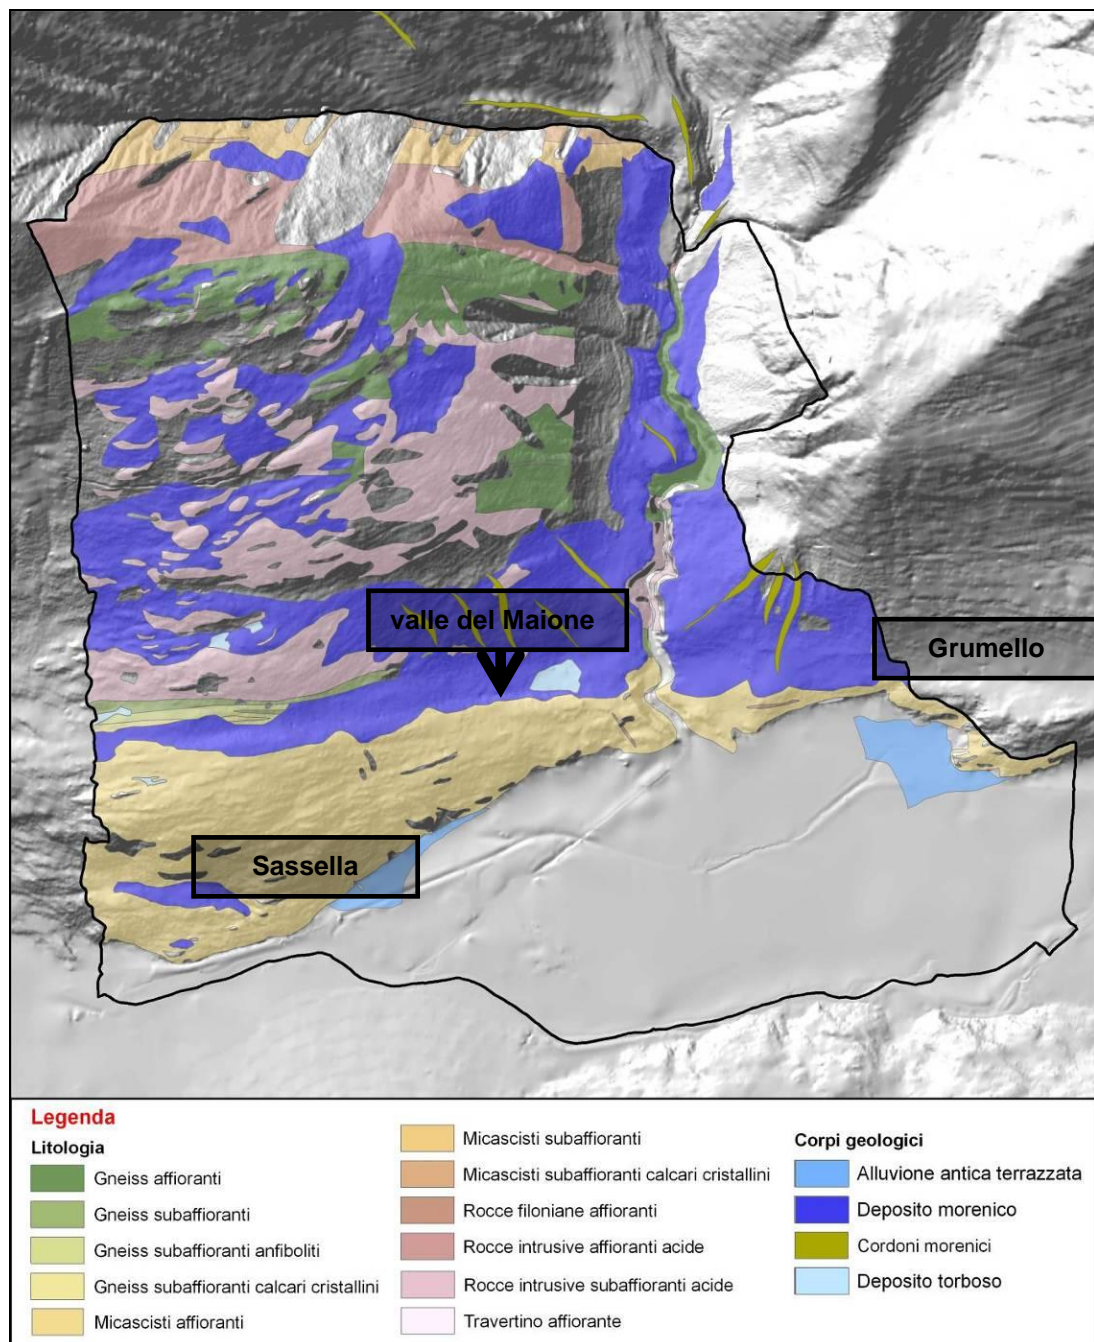 valle del Maione
Grumello
Sassella
Legenda
Litologia
Gneiss affioranti
Gneiss subaffioranti
Gneiss subaffioranti anfiboliti
Gneiss subaffioranti calcari cristallini
Micascisti affioranti
Micascisti subaffioranti
Micascisti subaffioranti calcari cristallini
Rocce filoniane affioranti
Rocce intrusive affioranti acide
Rocce intrusive subaffioranti acide
Travertino affiorante
Corpi geologici
Alluvione antica terrazzata
Deposito morenico
Cordoni morenici
Deposito torboso